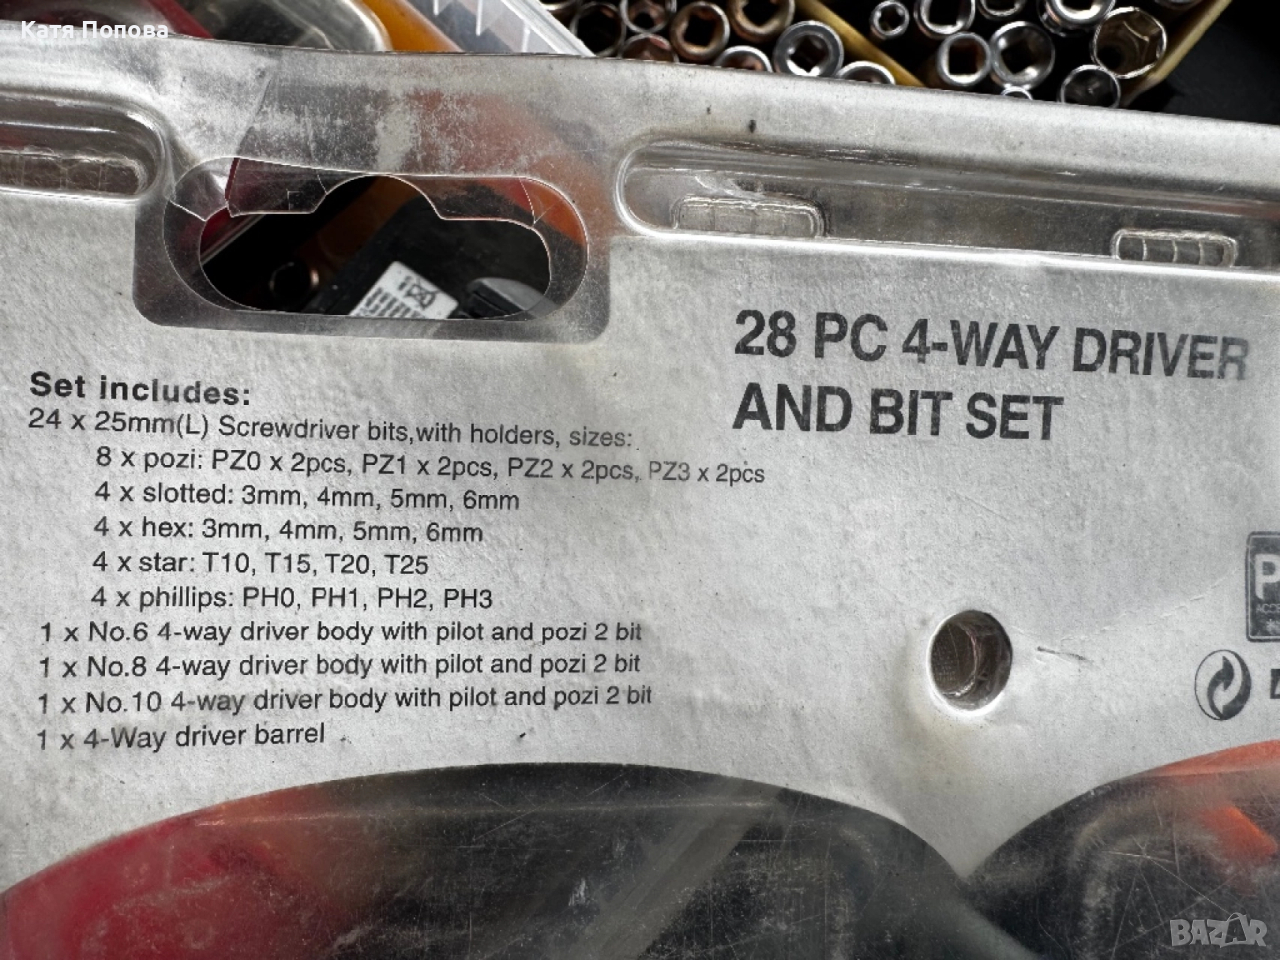 Катя Попова
28 PC 4-WAY DRIVER
AND BIT SET
Set includes:
24 x 25mm(L) Screwdriver bits,with holders, sizes:
8 x pozi: PZ0 x 2pcs, PZ1 x 2pcs, PZ2 x 2pcs, PZ3 x 2pcs
4 x slotted: 3mm, 4mm, 5mm, 6mm
4 x hex: 3mm, 4mm, 5mm, 6mm
4 x star: T10, T15, T20, T25
4 x phillips: PH0, PH1, PH2, PH3
1 x No.6 4-way driver body with pilot and pozi 2 bit
1 x No.8 4-way driver body with pilot and pozi 2 bit
1 x No.10 4-way driver body with pilot and pozi 2 bit
1 x 4-Way driver barrel
BAZAR